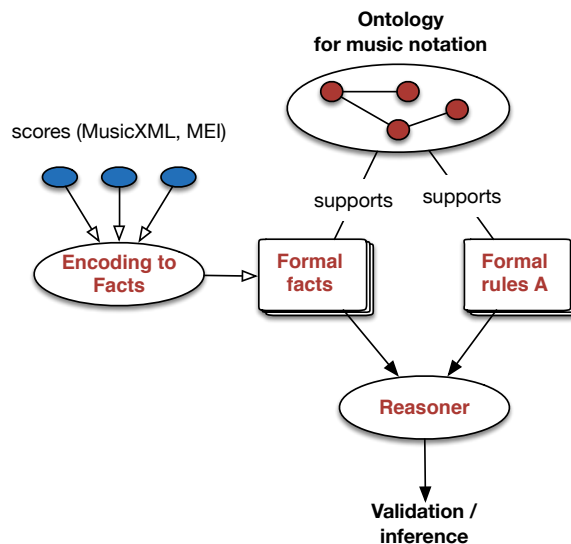 Ontology
for music notation
scores (MusicXML, MEI)
supports
supports
Encoding to
Facts
Formal
facts
Formal
rules A
Reasoner
Validation /
inference